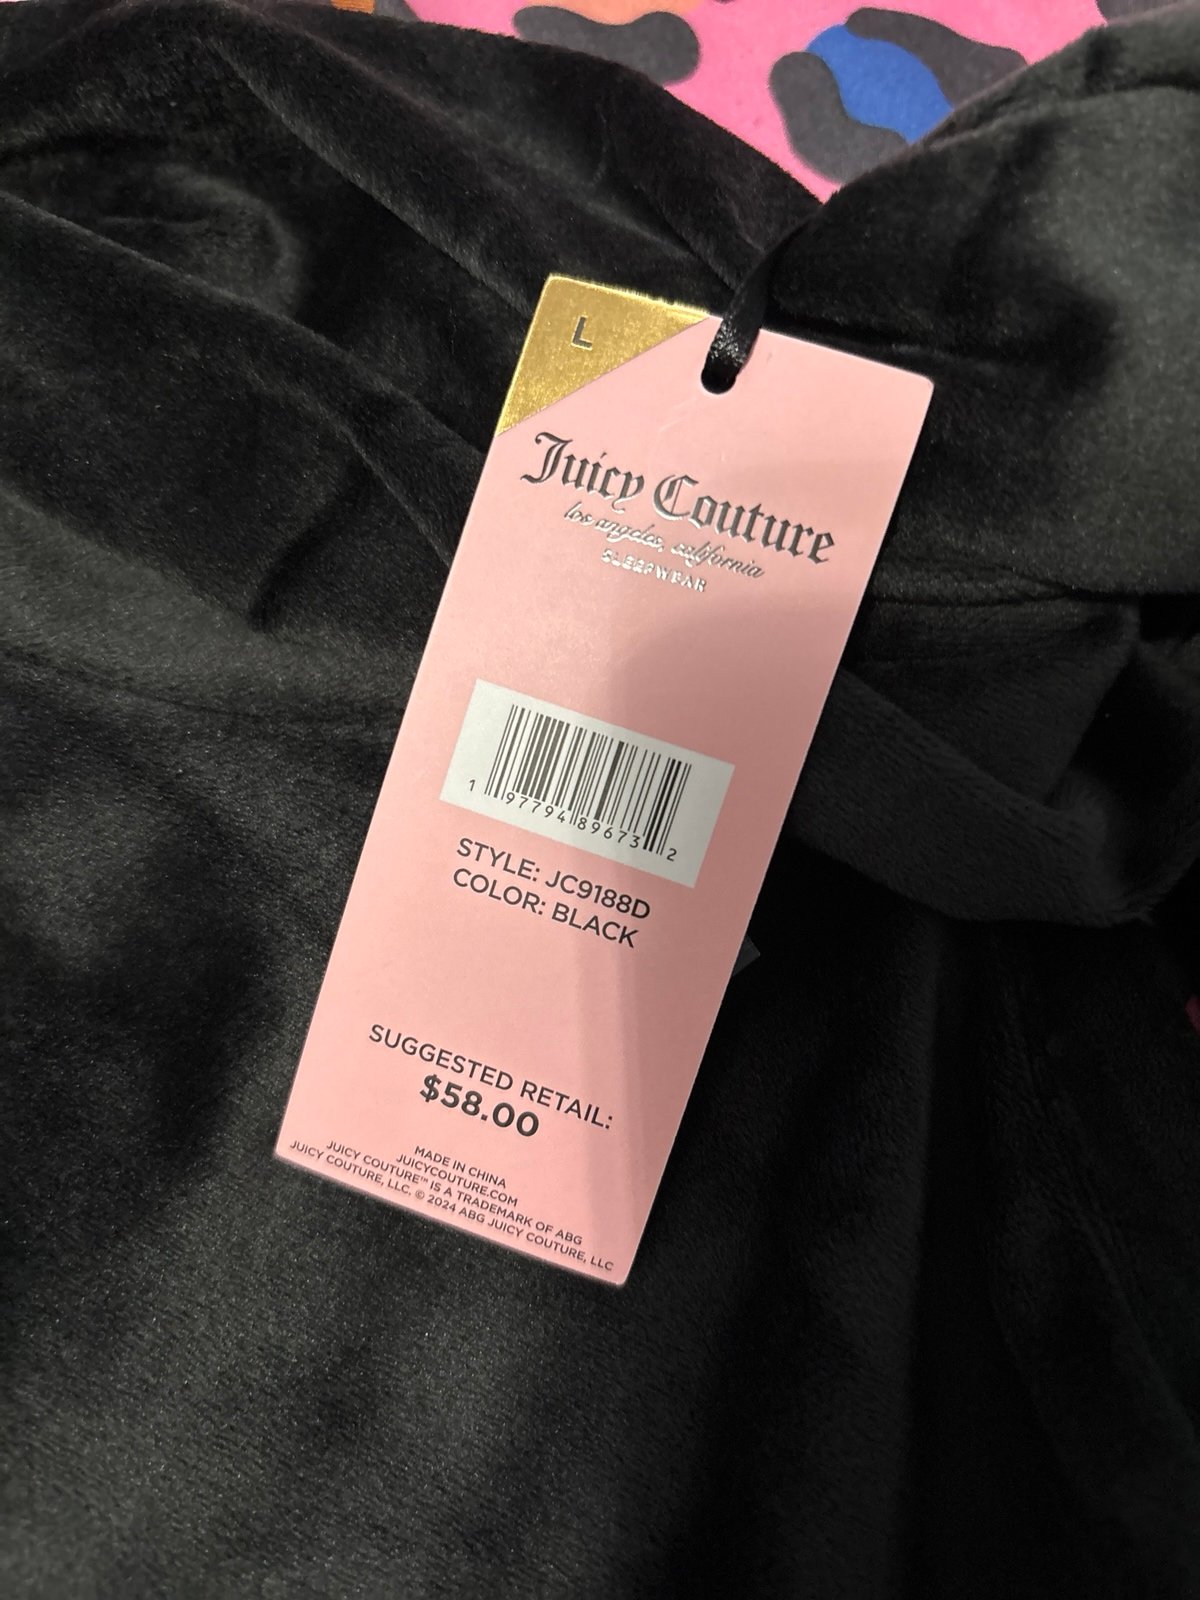 L
Juicy Couture
los angeles, california
SLEEPWEAR
1 97794 89673 2
STYLE: JC9188D
COLOR: BLACK
SUGGESTED RETAIL:
$58.00
MADE IN CHINA
JUICYCOUTURE.COM
JUICY COUTURE™ IS A TRADEMARK OF ABG
JUICY COUTURE, LLC. © 2024 ABG JUICY COUTURE, LLC